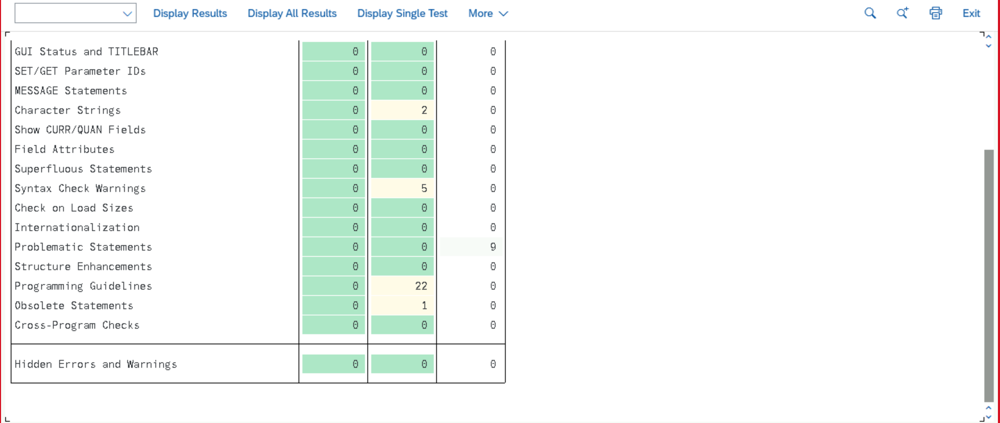 Display Results Display All Results Display Single Test More Exit
GUI Status and TITLEBAR 0 0 0
SET/GET Parameter IDs 0 0 0
MESSAGE Statements 0 0 0
Character Strings 0 2 0
Show CURR/QUAN Fields 0 0 0
Field Attributes 0 0 0
Superfluous Statements 0 0 0
Syntax Check Warnings 0 5 0
Check on Load Sizes 0 0 0
Internationalization 0 0 0
Problematic Statements 0 0 9
Structure Enhancements 0 0 0
Programming Guidelines 0 22 0
Obsolete Statements 0 1 0
Cross-Program Checks 0 0 0
Hidden Errors and Warnings 0 0 0